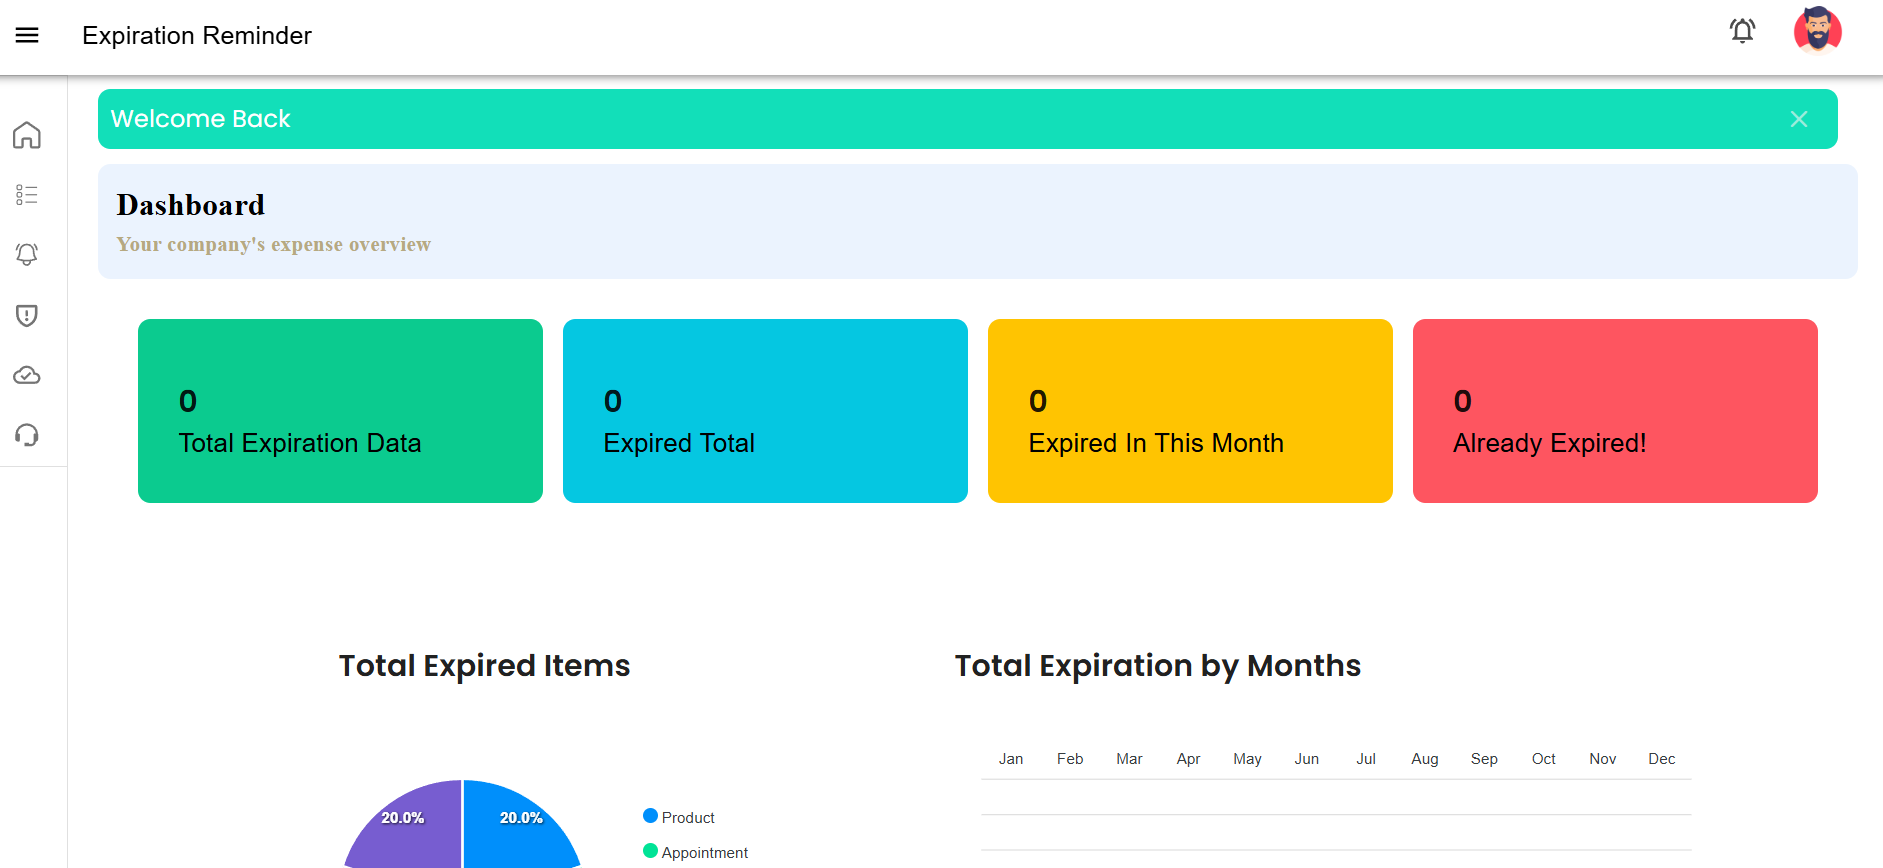 Expiration Reminder
Welcome Back
Dashboard
Your company's expense overview
0
Total Expiration Data
0
Expired Total
0
Expired In This Month
0
Already Expired!
Total Expired Items
20.0%
20.0%
Product
Appointment
Total Expiration by Months
Jan Feb Mar Apr May Jun Jul Aug Sep Oct Nov Dec